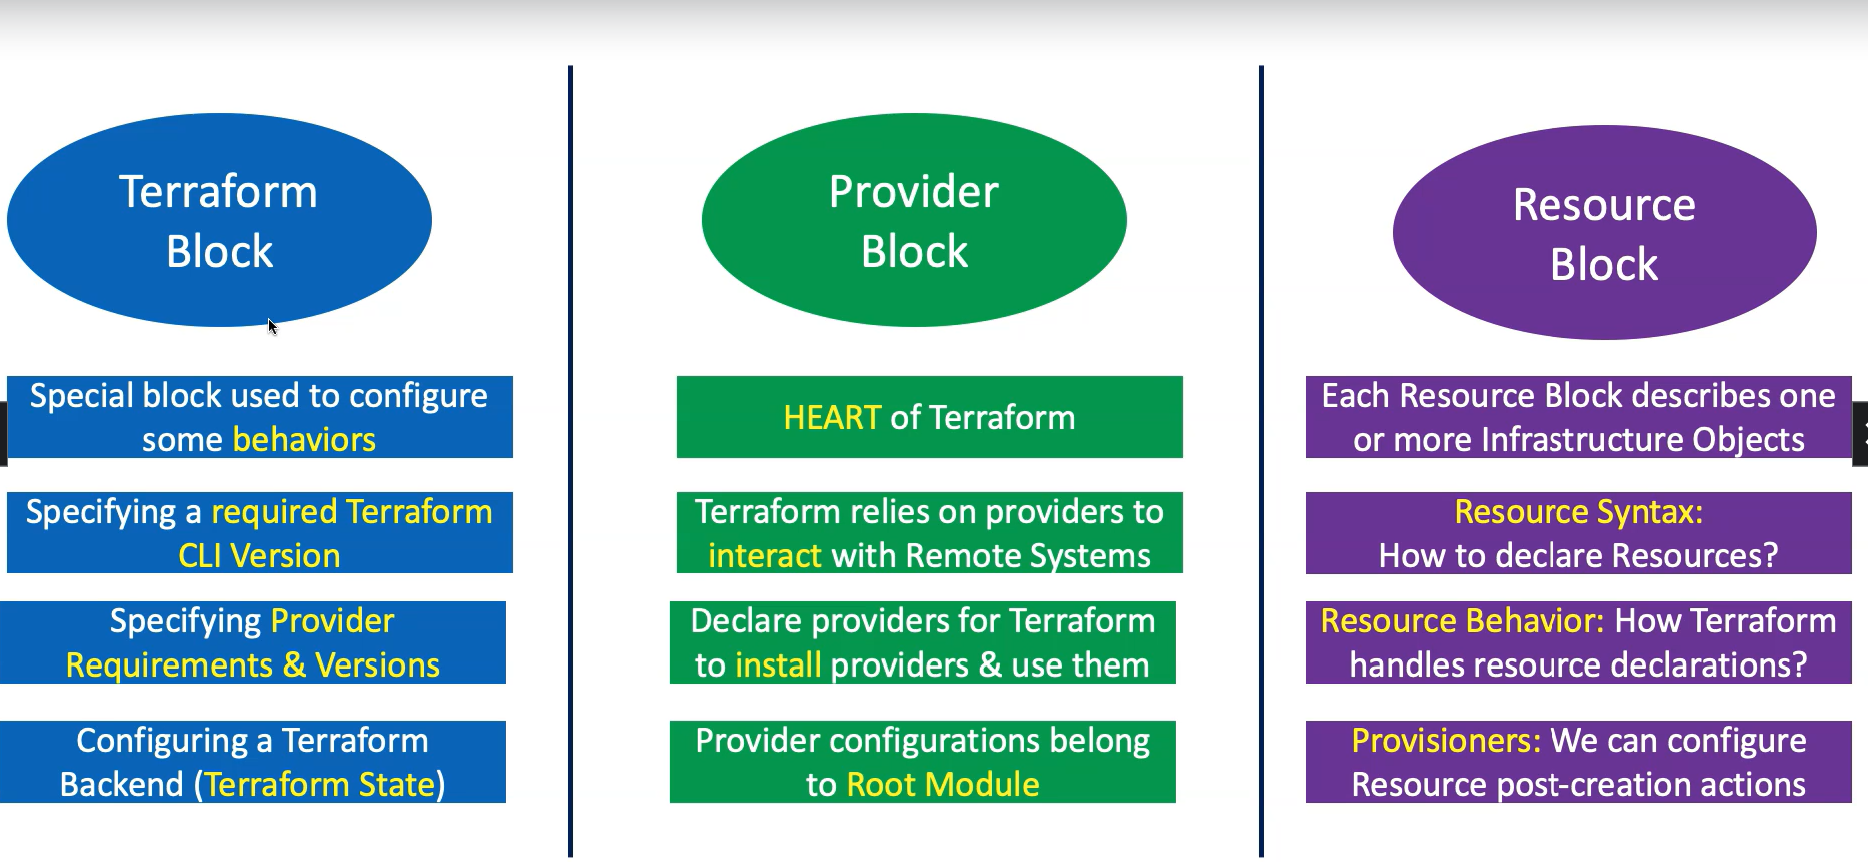 Terraform
Block
Special block used to configure
some behaviors
Specifying a required Terraform
CLI Version
Specifying Provider
Requirements & Versions
Configuring a Terraform
Backend (Terraform State)
Provider
Block
HEART of Terraform
Terraform relies on providers to
interact with Remote Systems
Declare providers for Terraform
to install providers & use them
Provider configurations belong
to Root Module
Resource
Block
Each Resource Block describes one
or more Infrastructure Objects
Resource Syntax:
How to declare Resources?
Resource Behavior: How Terraform
handles resource declarations?
Provisioners: We can configure
Resource post-creation actions